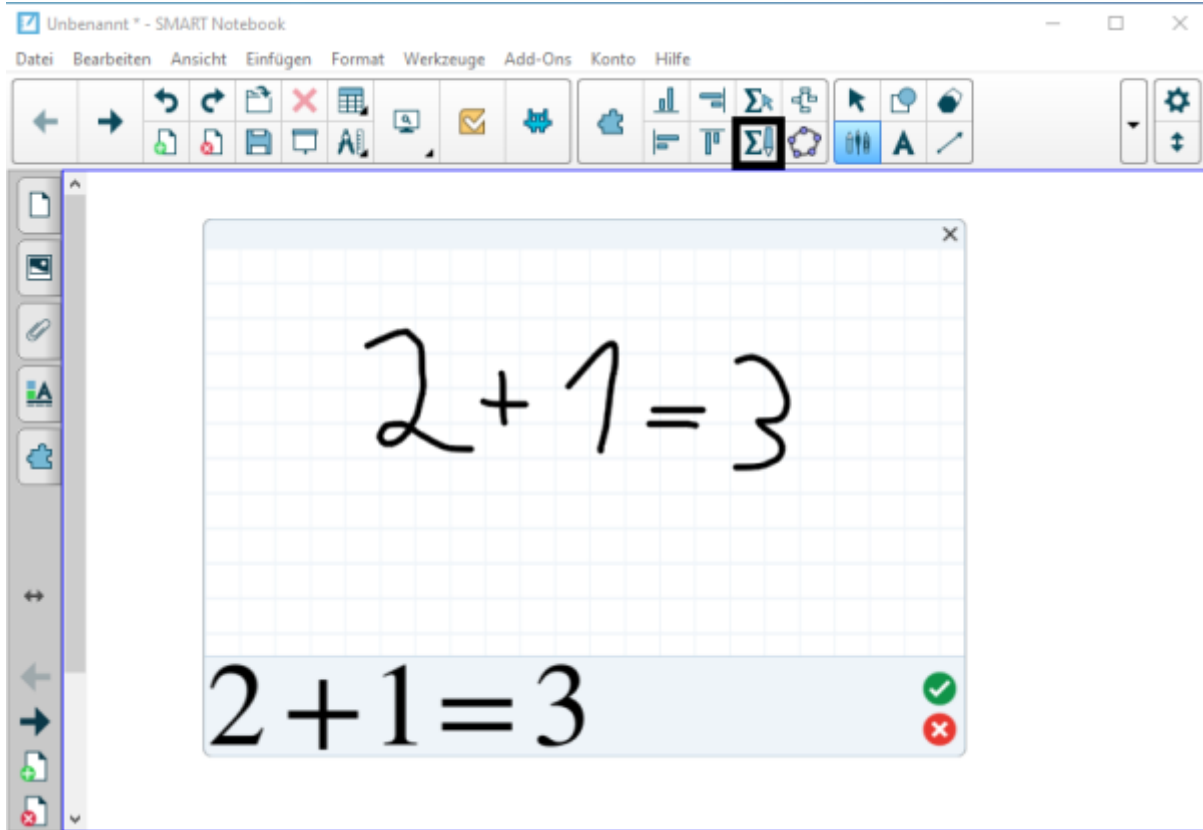 Unbenannt * - SMART Notebook
Datei Bearbeiten Ansicht Einfügen Format Werkzeuge Add-Ons Konto Hilfe
2 + 1 = 3
2 + 1 = 3